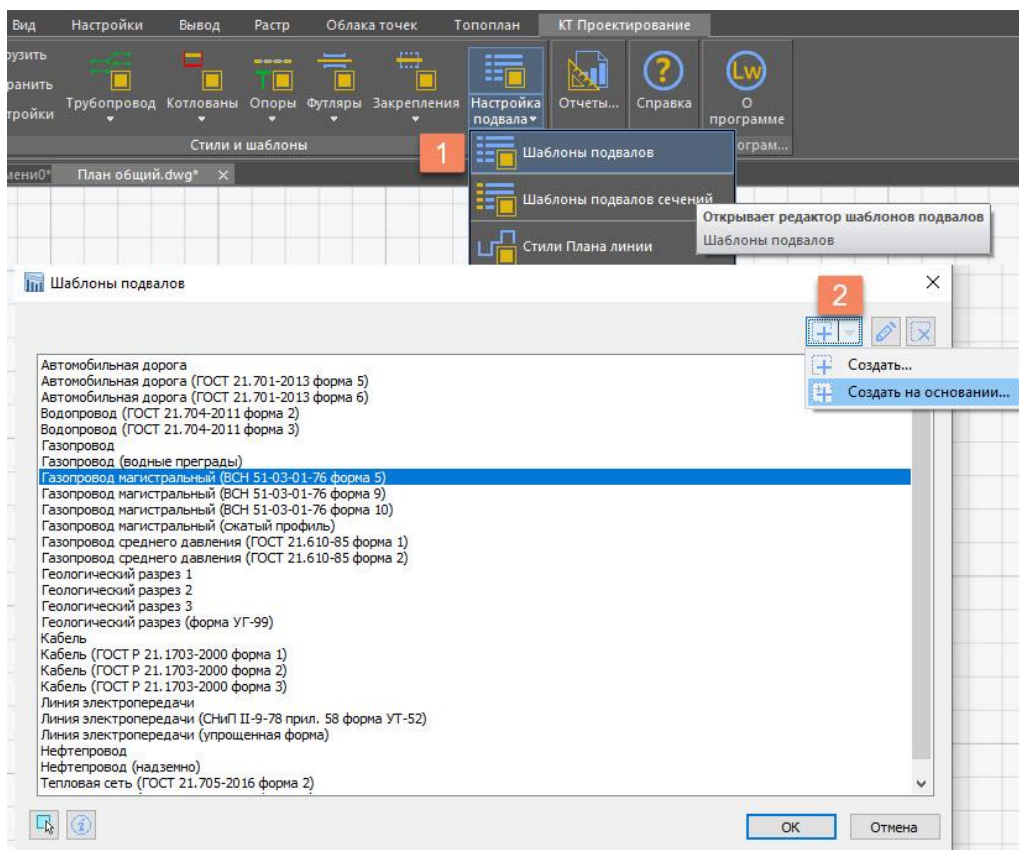 Вид Настройки Вывод Растр Облака точек Топоплан КТ Проектирование
рузить
ранить
тройки
Трубопровод Котлованы Опоры Футляры Закрепления Настройка подвала Отчеты... Справка О программе
Lw
Стили и шаблоны
ограм...
1
Шаблоны подвалов
мени0* План общий.dwg*
Шаблоны подвалов сечений
Открывает редактор шаблонов подвалов
Шаблоны подвалов
Стили Плана линии
Шаблоны подвалов
2
Создать...
Создать на основании...
Автомобильная дорога
Автомобильная дорога (ГОСТ 21.701-2013 форма 5)
Автомобильная дорога (ГОСТ 21.701-2013 форма 6)
Водопровод (ГОСТ 21.704-2011 форма 2)
Водопровод (ГОСТ 21.704-2011 форма 3)
Газопровод
Газопровод (водные преграды)
Газопровод магистральный (ВСН 51-03-01-76 форма 5)
Газопровод магистральный (ВСН 51-03-01-76 форма 9)
Газопровод магистральный (ВСН 51-03-01-76 форма 10)
Газопровод магистральный (сжатый профиль)
Газопровод среднего давления (ГОСТ 21.610-85 форма 1)
Газопровод среднего давления (ГОСТ 21.610-85 форма 2)
Геологический разрез 1
Геологический разрез 2
Геологический разрез 3
Геологический разрез (форма УГ-99)
Кабель
Кабель (ГОСТ Р 21.1703-2000 форма 1)
Кабель (ГОСТ Р 21.1703-2000 форма 2)
Кабель (ГОСТ Р 21.1703-2000 форма 3)
Линия электропередачи
Линия электропередачи (СНиП II-9-78 прил. 58 форма УТ-52)
Линия электропередачи (упрощенная форма)
Нефтепровод
Нефтепровод (надземно)
Тепловая сеть (ГОСТ 21.705-2016 форма 2)
ОК Отмена